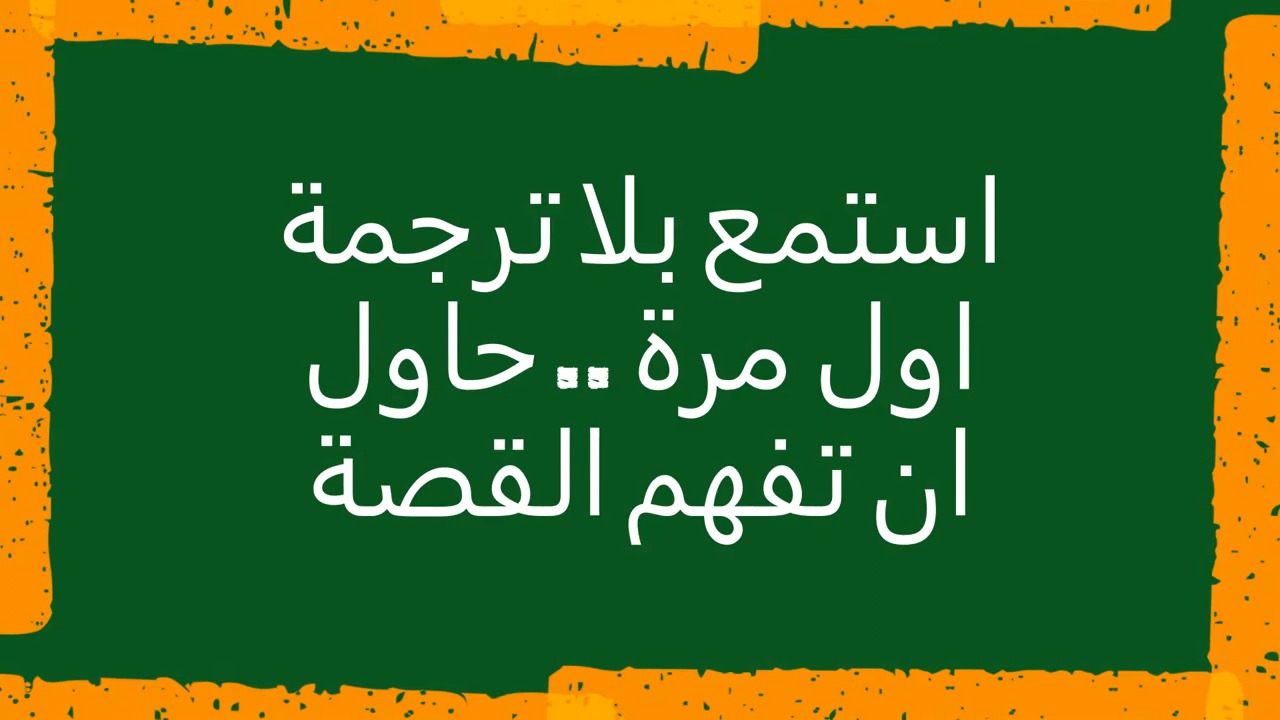 استمع بلا ترجمة
اول مرة ..حاول
ان تفهم القصة